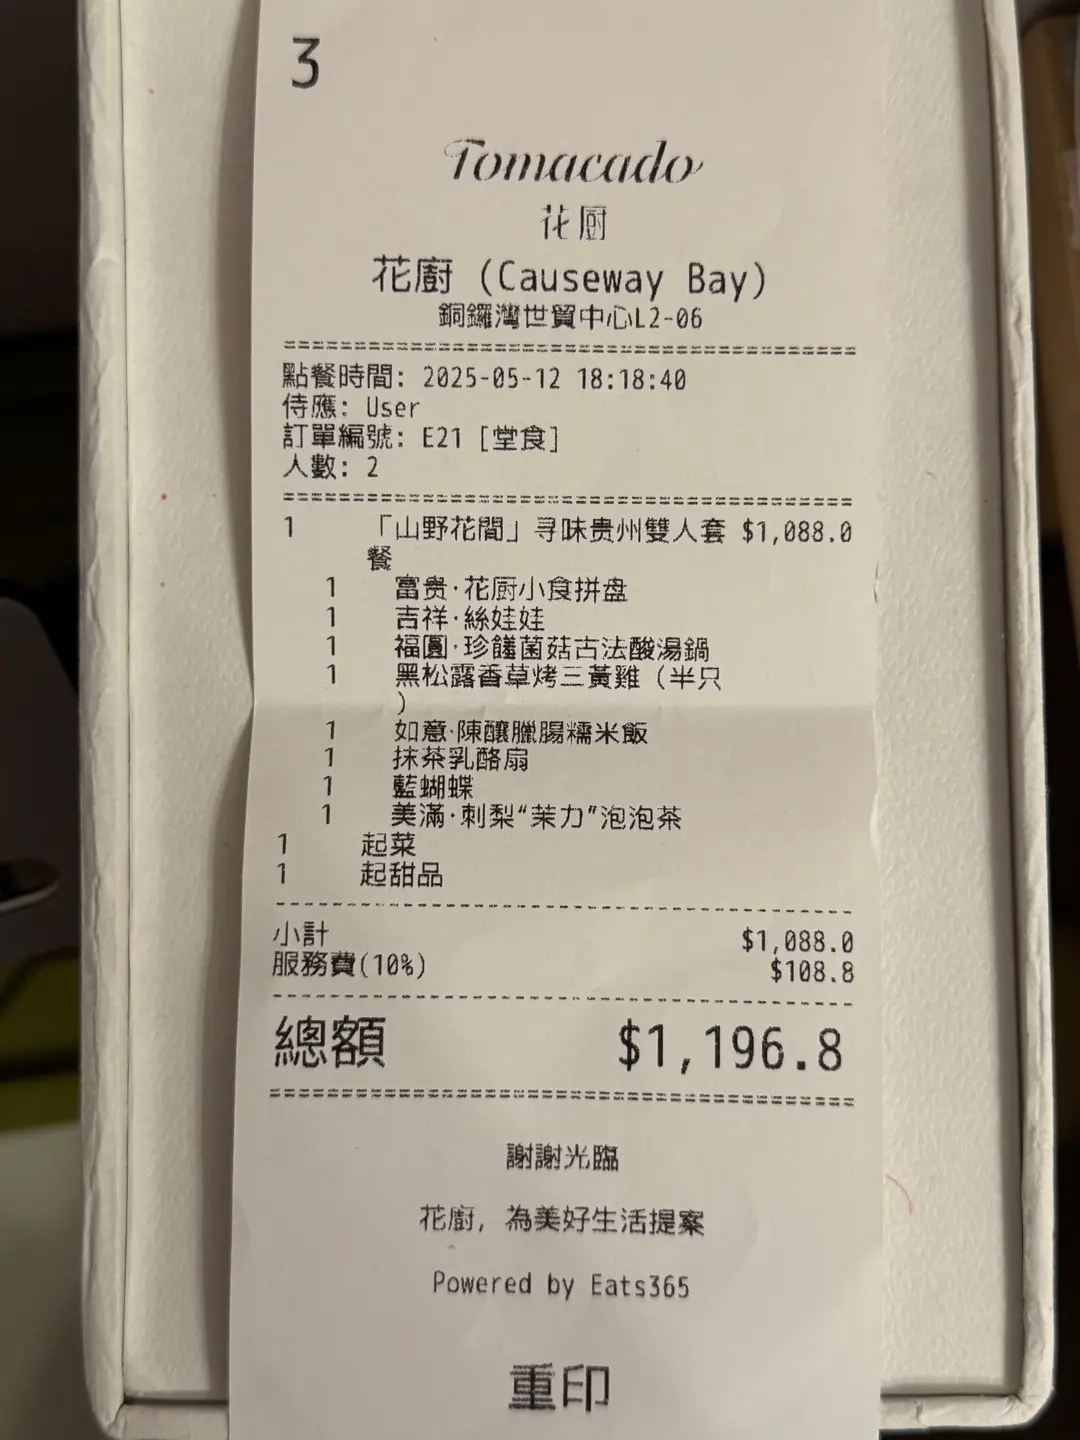 3
Tomacado
花厨
花廚 (Causeway Bay)
銅鑼灣世貿中心L2-06
點餐時間: 2025-05-12 18:18:40
侍應: User
訂單編號: E21 [堂食]
人數: 2
1 「山野花間」寻味贵州雙人套 $1,088.0
餐
1 富贵·花厨小食拼盘
1 吉祥·絲娃娃
1 福圓·珍饈菌菇古法酸湯鍋
1 黑松露香草烤三黃雞 (半只
)
1 如意·陳釀臘腸糯米飯
1 抹茶乳酪扇
1 藍蝴蝶
1 美滿·刺梨“茉力”泡泡茶
1 起菜
1 起甜品
小計 $1,088.0
服務費(10%) $108.8
總額 $1,196.8
謝謝光臨
花廚, 為美好生活提案
Powered by Eats365
重印